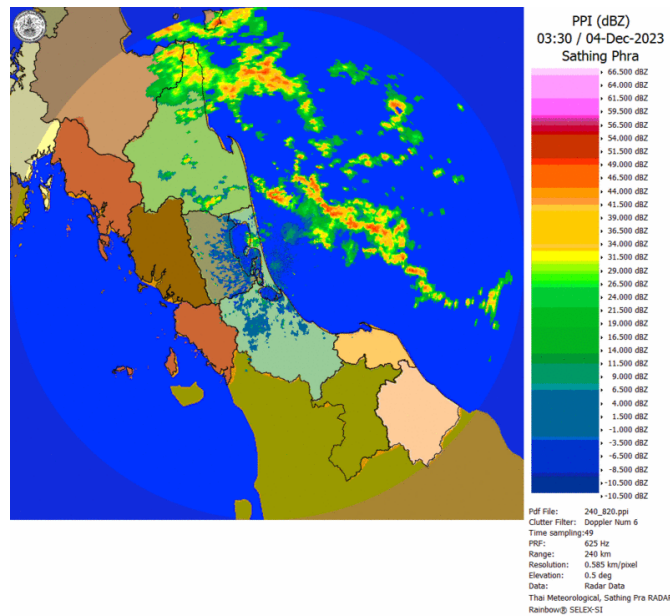 PPI (dBZ)
03:30 / 04-Dec-2023
Sathing Phra
66.500 dBZ
64.000 dBZ
61.500 dBZ
59.500 dBZ
56.500 dBZ
54.000 dBZ
51.500 dBZ
49.000 dBZ
46.500 dBZ
44.000 dBZ
41.500 dBZ
39.000 dBZ
36.500 dBZ
34.000 dBZ
31.500 dBZ
29.000 dBZ
26.500 dBZ
24.000 dBZ
21.500 dBZ
19.000 dBZ
16.500 dBZ
14.000 dBZ
11.500 dBZ
9.000 dBZ
6.500 dBZ
4.000 dBZ
1.500 dBZ
-1.000 dBZ
-3.500 dBZ
-6.500 dBZ
-8.500 dBZ
-10.500 dBZ
-10.500 dBZ
Pdf File: 240_820.ppi
Clutter Filter: Doppler Num 6
Time sampling:49
PRF: 625 Hz
Range: 240 km
Resolution: 0.585 km/pixel
Elevation: 0.5 deg
Data: Radar Data
Thai Meteorological, Sathing Pra RADAR
Rainbow® SELEX-SI